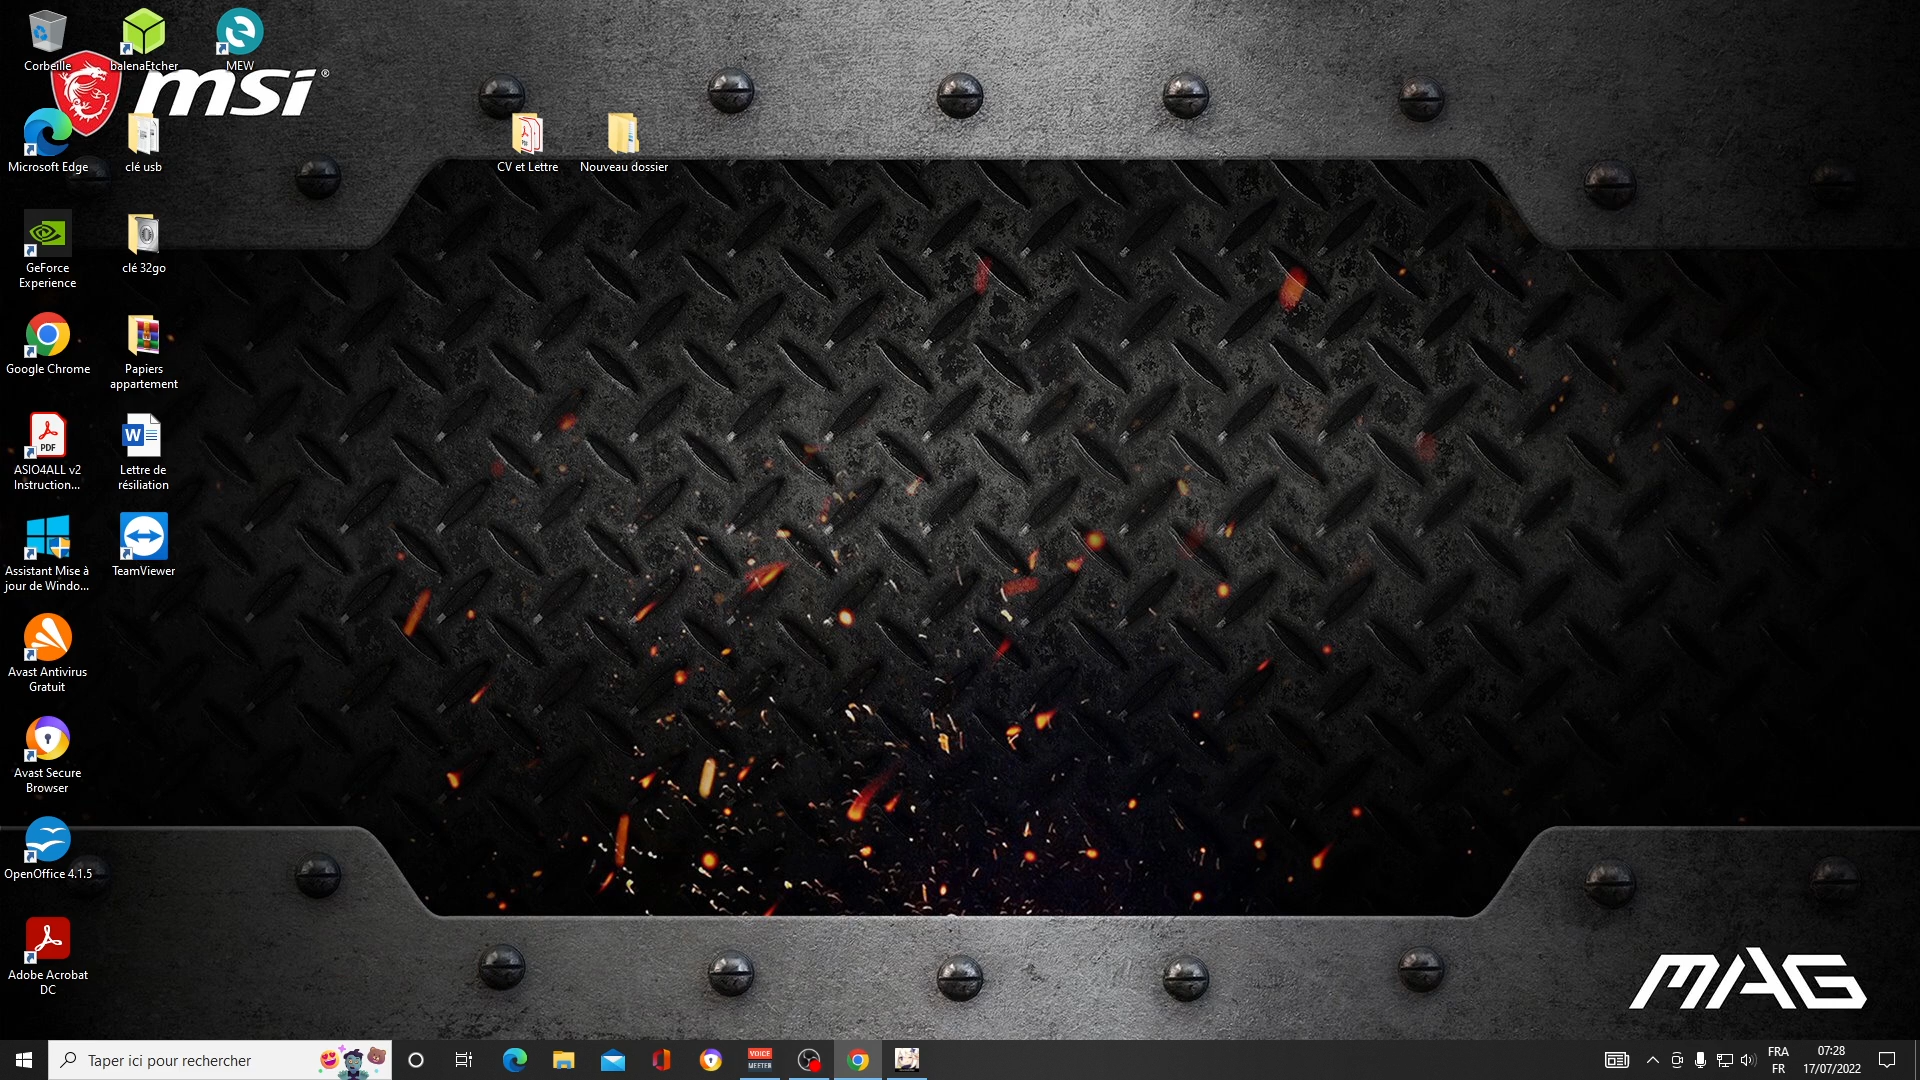 Corbeille
balenaEtcher
MEW
msi®
Microsoft Edge
clé usb
CV et Lettre
Nouveau dossier
GeForce
Experience
clé 32go
Google Chrome
Papiers
appartement
PDF
ASIO4ALL v2
Instruction...
W
Lettre de
résiliation
Assistant Mise à
jour de Windo...
TeamViewer
Avast Antivirus
Gratuit
Avast Secure
Browser
OpenOffice 4.1.5
Adobe Acrobat
DC
MAG
Taper ici pour rechercher
VOICE
MEETER
FRA
FR
07:28
17/07/2022